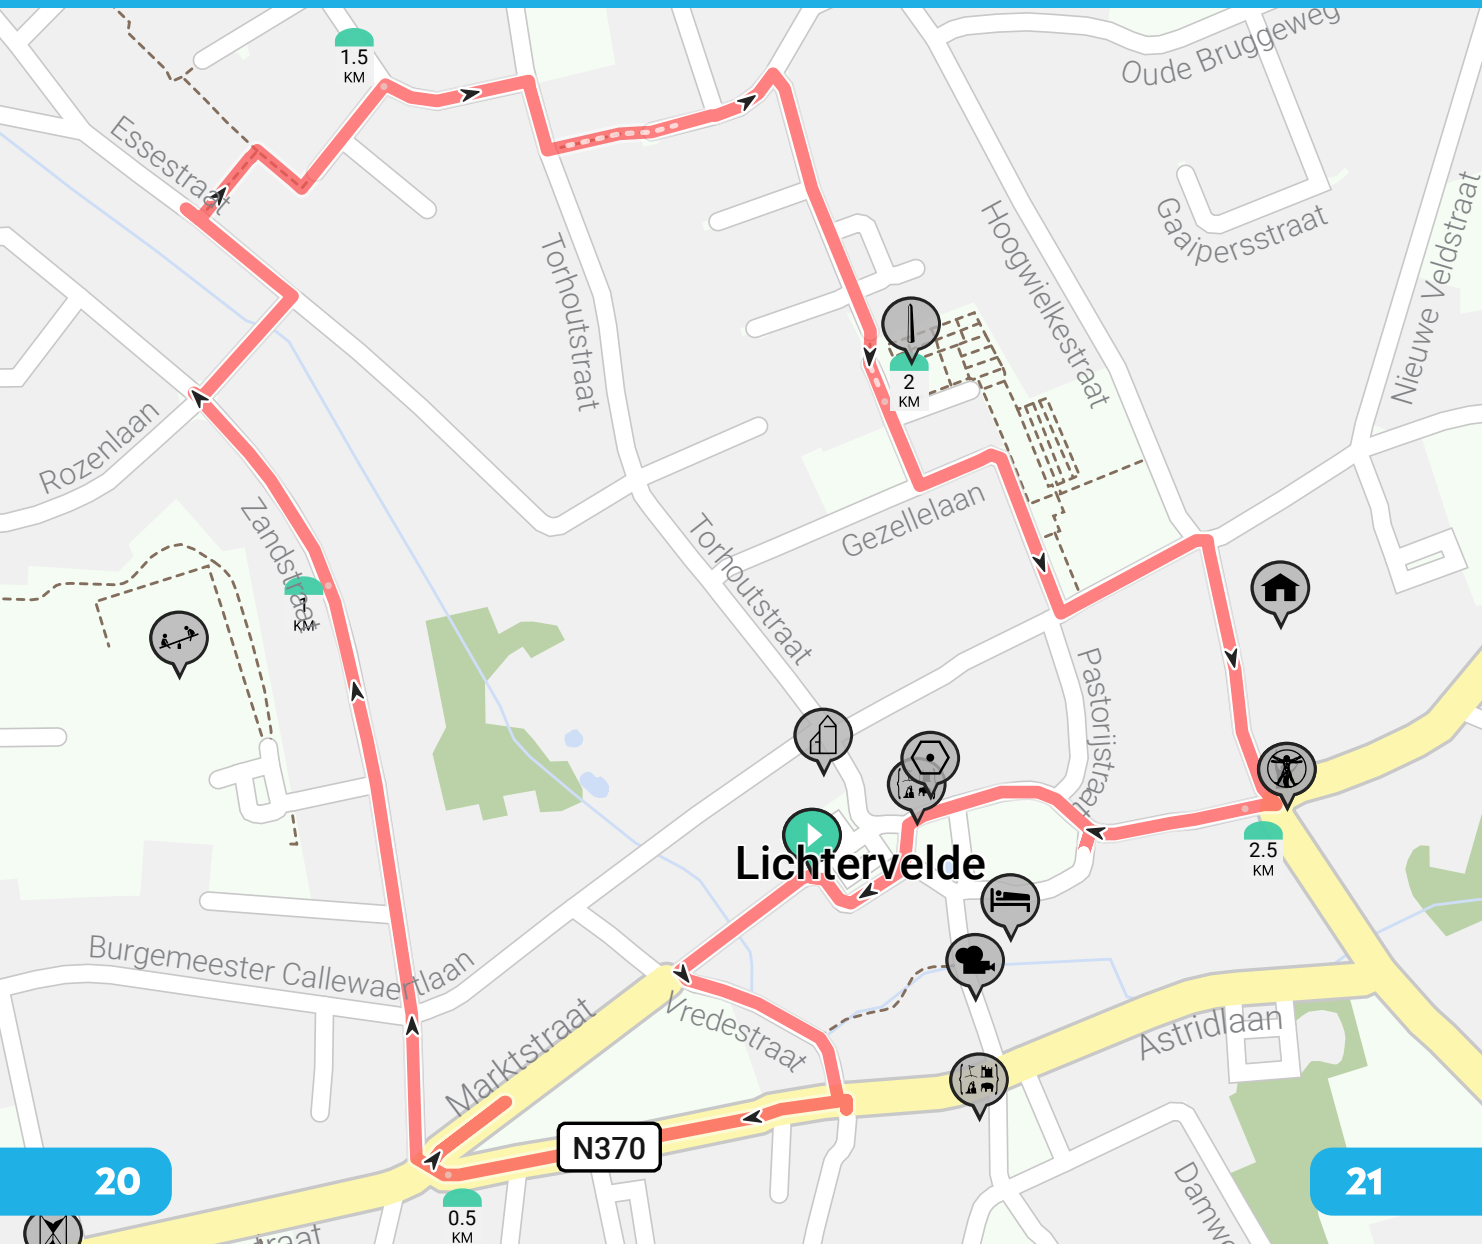 Oude Bruggeweg
1.5
KM
Essestraat
Gaaipersstraat
Nieuwe Veldstraat
Hoogwielkestraat
Torhoutstraat
2
KM
Rozenlaan
Gezellelaan
Zandstraat
Torhoutstraat
1
KM
Pastorijstraat
Lichtervelde
2.5
KM
Burgemeester Callewaertlaan
Vredestraat
Marktstraat
Astridlaan
N370
20
21
0.5
KM